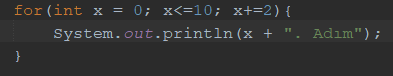 for(int x = 0; x<=10; x+=2){
    System.out.println(x + ". Adım");
}